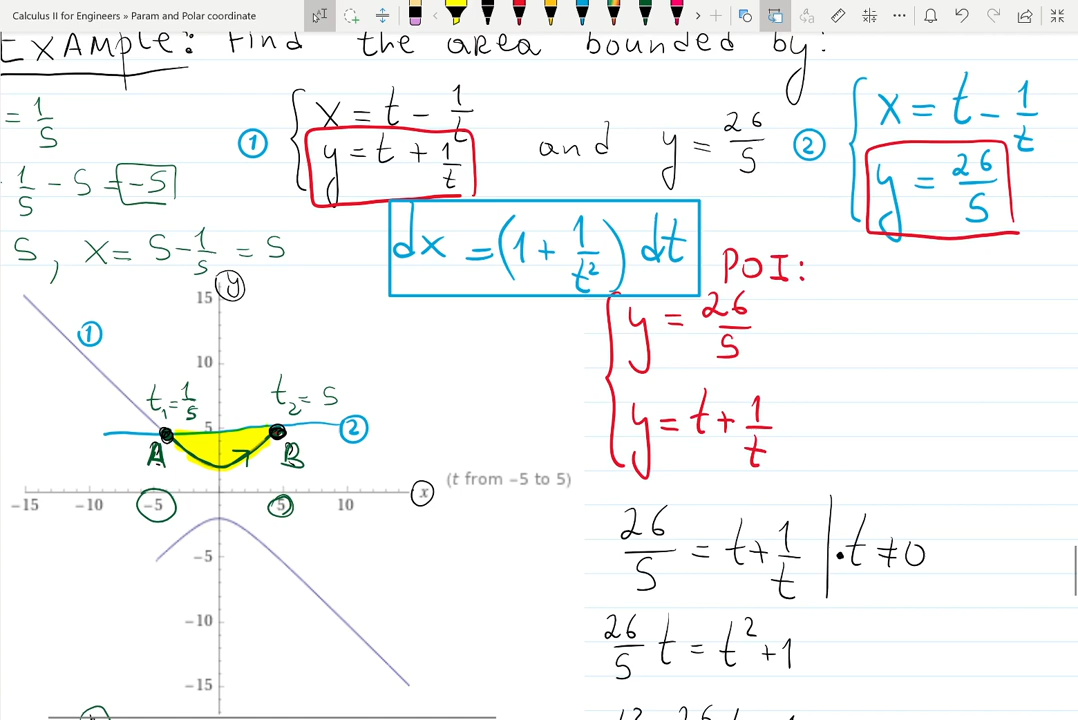 Calculus II for Engineers » Param and Polar coordinate
EXAMPLE: Find the area bounded by:
= 1/5
① { x = t - 1/t
y = t + 1/t
and y = 26/5
② { x = t - 1/t
y = 26/5
1/5 - 5 = -5
5, x = 5 - 1/5 = 5
dx = (1 + 1/t²) dt
POI:
{ y = 26/5
y = t + 1/t
y
15
①
10
t₁ = 1/5
t₂ = 5
5
②
A
B
(t from −5 to 5)
x
−15 −10 −5 5 10
−5
−10
−15
26/5 = t + 1/t | · t ≠ 0
26/5 t = t² + 1